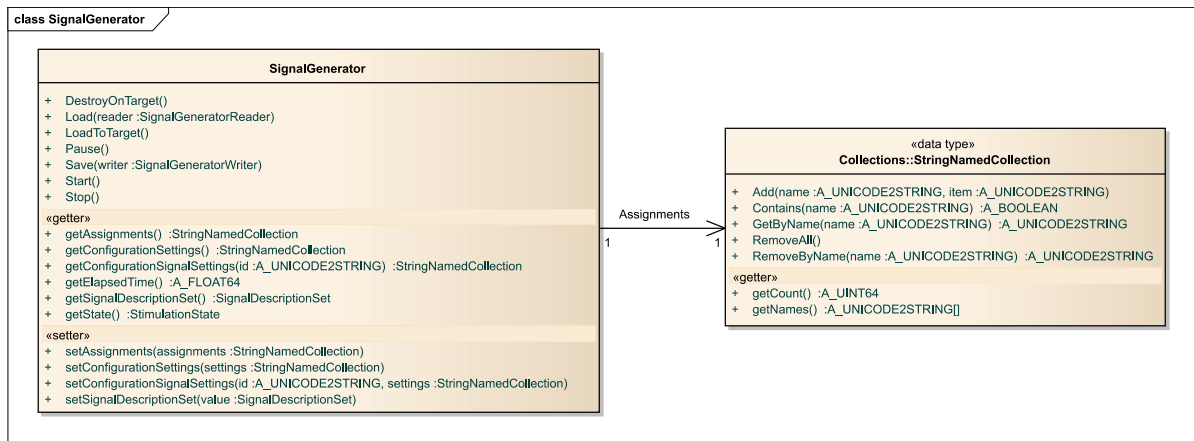 class SignalGenerator
SignalGenerator
+ DestroyOnTarget()
+ Load(reader :SignalGeneratorReader)
+ LoadToTarget()
+ Pause()
+ Save(writer :SignalGeneratorWriter)
+ Start()
+ Stop()
«getter»
+ getAssignments() :StringNamedCollection
+ getConfigurationSettings() :StringNamedCollection
+ getConfigurationSignalSettings(id :A_UNICODE2STRING) :StringNamedCollection
+ getElapsedTime() :A_FLOAT64
+ getSignalDescriptionSet() :SignalDescriptionSet
+ getState() :StimulationState
«setter»
+ setAssignments(assignments :StringNamedCollection)
+ setConfigurationSettings(settings :StringNamedCollection)
+ setConfigurationSignalSettings(id :A_UNICODE2STRING, settings :StringNamedCollection)
+ setSignalDescriptionSet(value :SignalDescriptionSet)
Assignments
1
1
«data type»
Collections::StringNamedCollection
+ Add(name :A_UNICODE2STRING, item :A_UNICODE2STRING)
+ Contains(name :A_UNICODE2STRING) :A_BOOLEAN
+ GetByName(name :A_UNICODE2STRING) :A_UNICODE2STRING
+ RemoveAll()
+ RemoveByName(name :A_UNICODE2STRING) :A_UNICODE2STRING
«getter»
+ getCount() :A_UINT64
+ getNames() :A_UNICODE2STRING[]